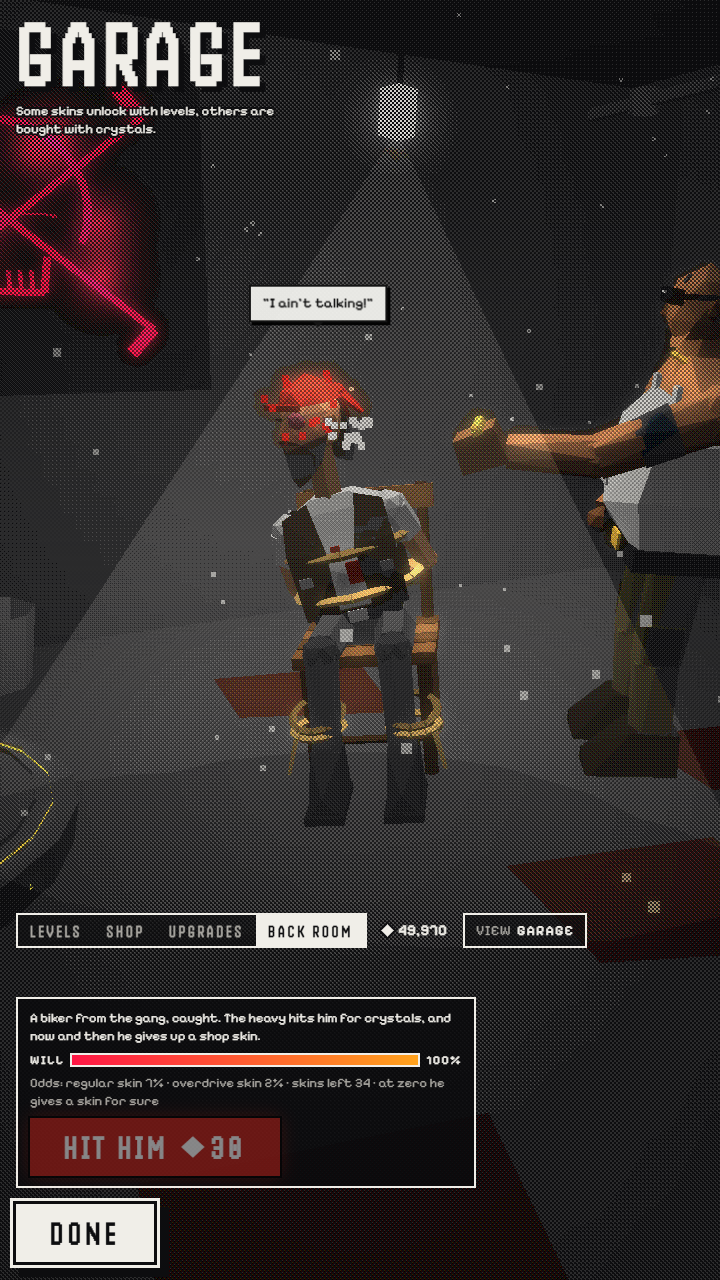 GARAGE
Some skins unlock with levels, others are
bought with crystals.
"I ain't talking!"
LEVELS SHOP UPGRADES BACK ROOM 49,970 VIEW GARAGE
A biker from the gang, caught. The heavy hits him for crystals, and
now and then he gives up a shop skin.
WILL 100%
Odds: regular skin 7% · overdrive skin 2% · skins left 34 · at zero he
gives a skin for sure
HIT HIM ◆30
DONE